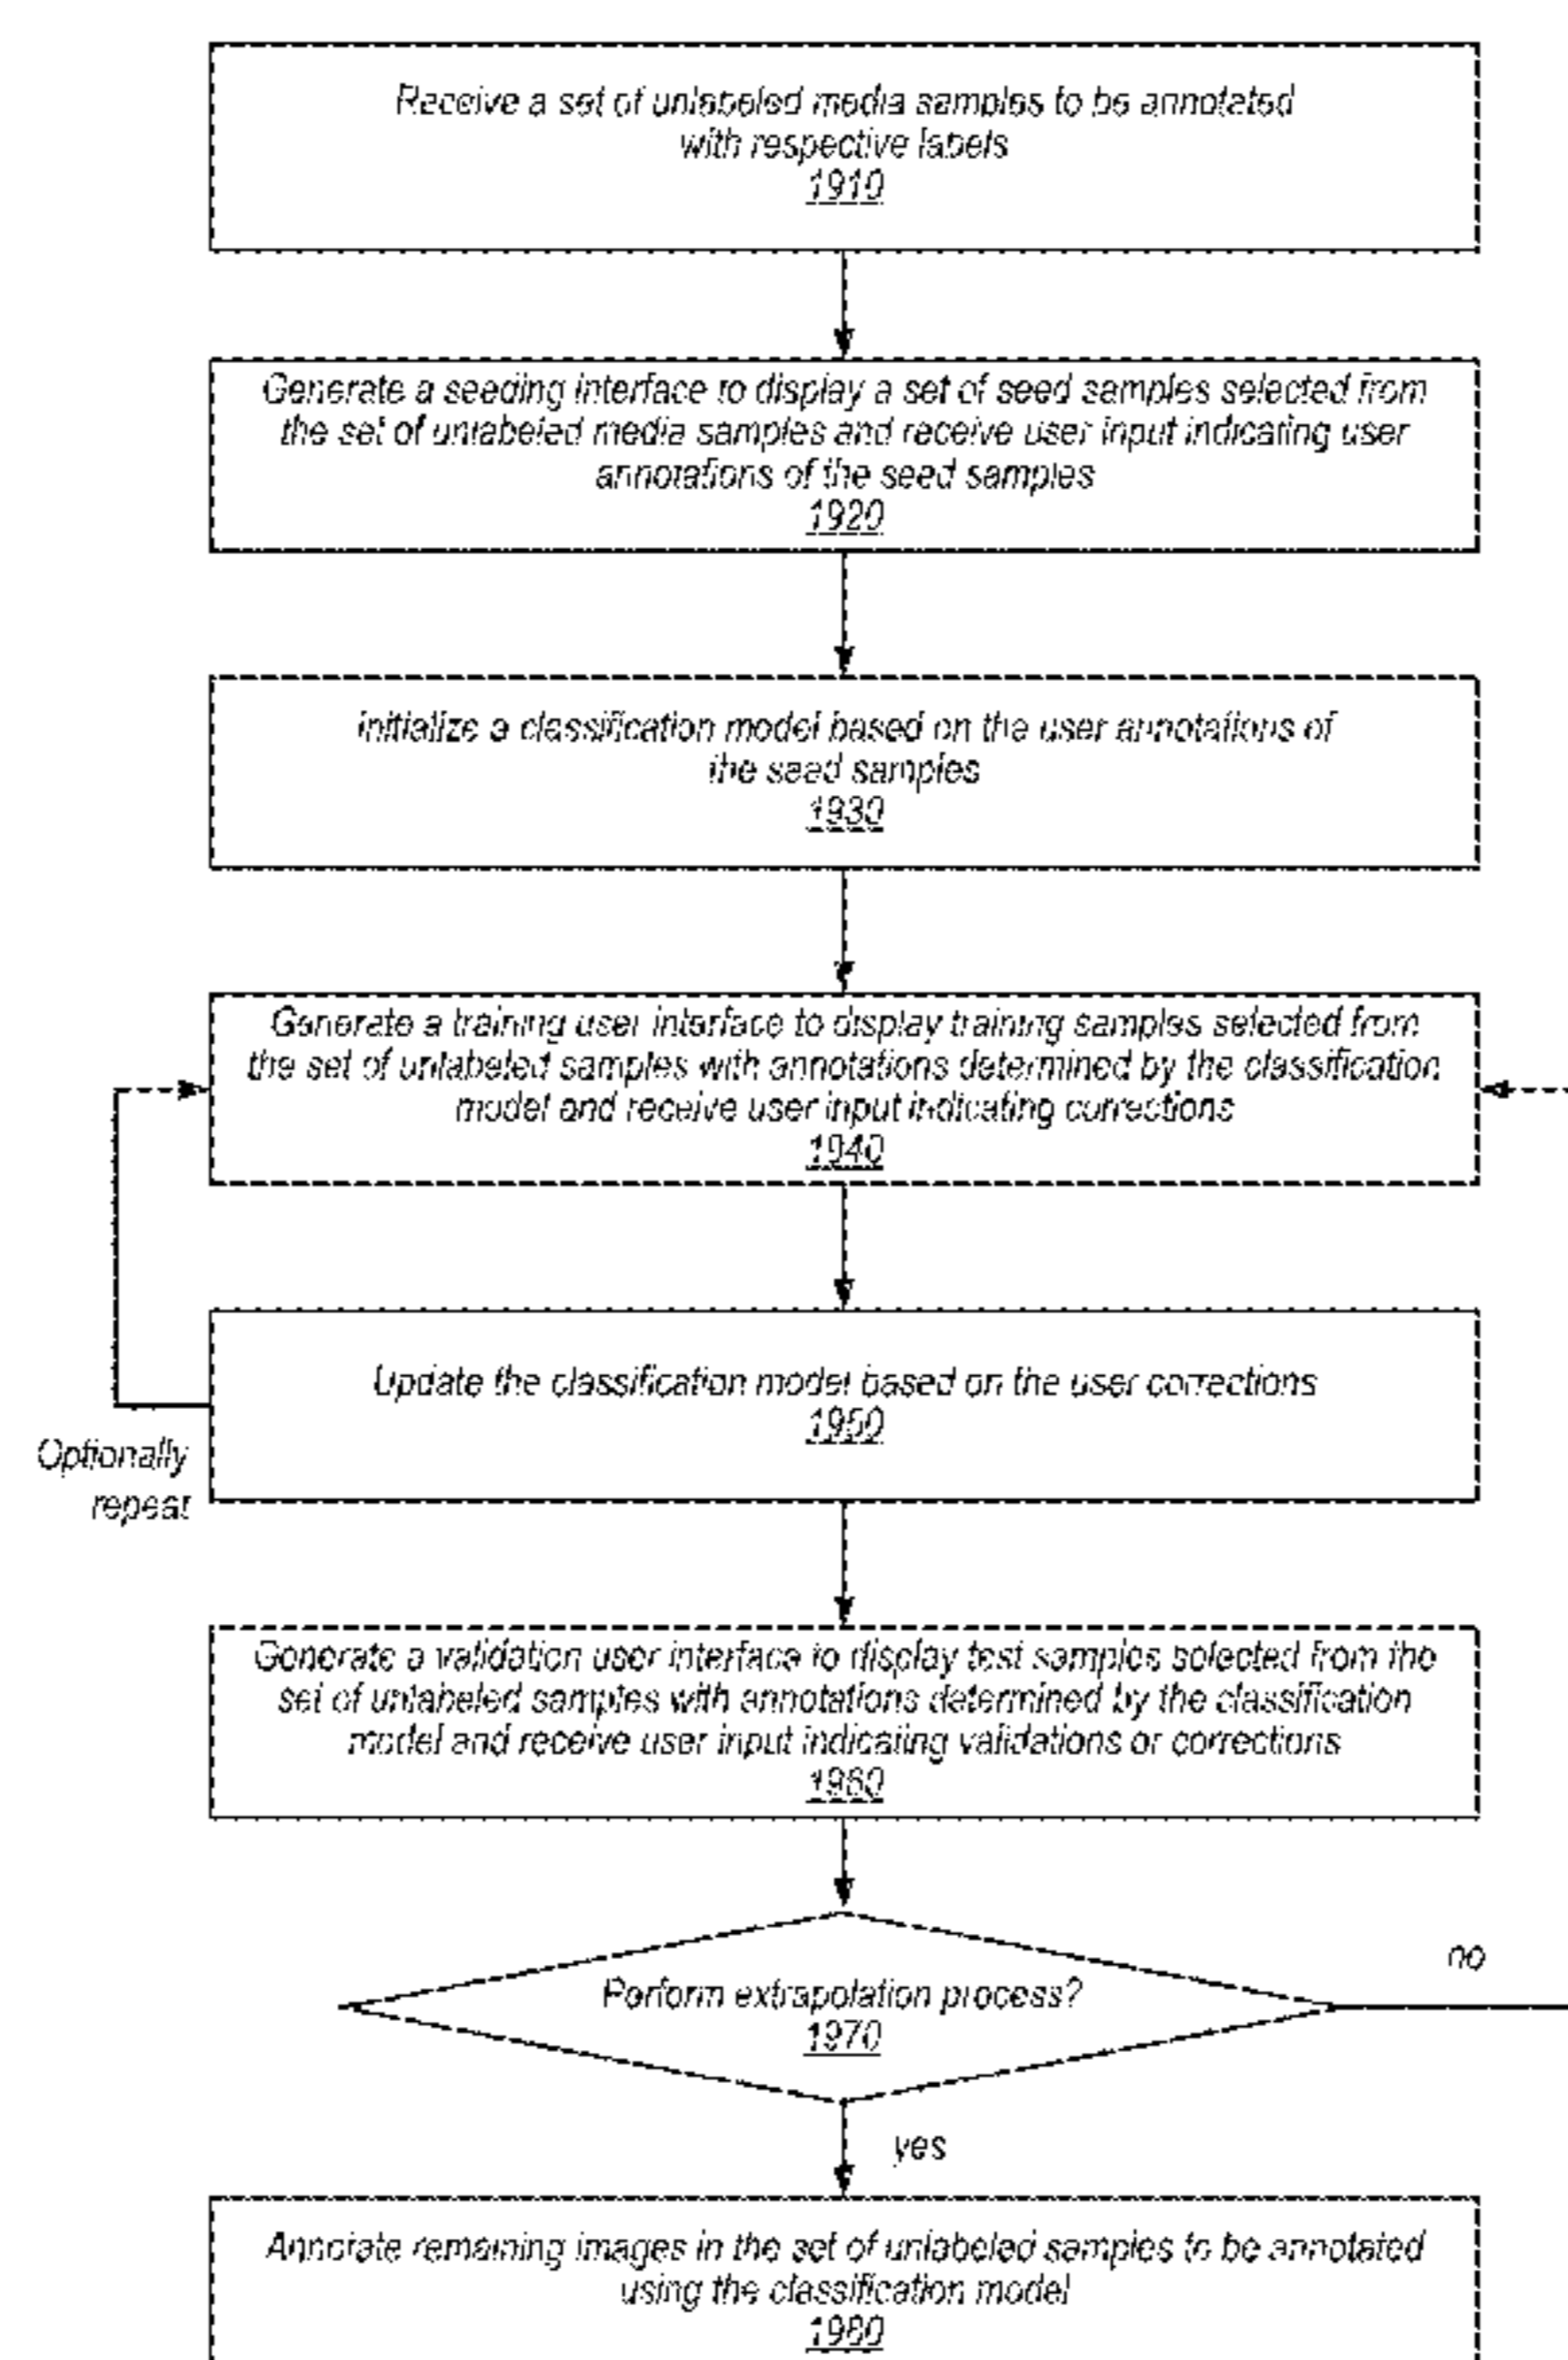 Receive a set of unlabeled media samples to be annotated
with respective labels
1910
Generate a seeding interface to display a set of seed samples selected from
the set of unlabeled media samples and receive user input indicating user
annotations of the seed samples
1920
Initialize a classification model based on the user annotations of
the seed samples
1930
Generate a training user interface to display training samples selected from
the set of unlabeled samples with annotations determined by the classification
model and receive user input indicating corrections
1940
Update the classification model based on the user corrections
1950
Optionally
repeat
Generate a validation user interface to display test samples selected from the
set of unlabeled samples with annotations determined by the classification
model and receive user input indicating validations or corrections
1960
no
Perform extrapolation process?
1970
yes
Annotate remaining images in the set of unlabeled samples to be annotated
using the classification model
1980